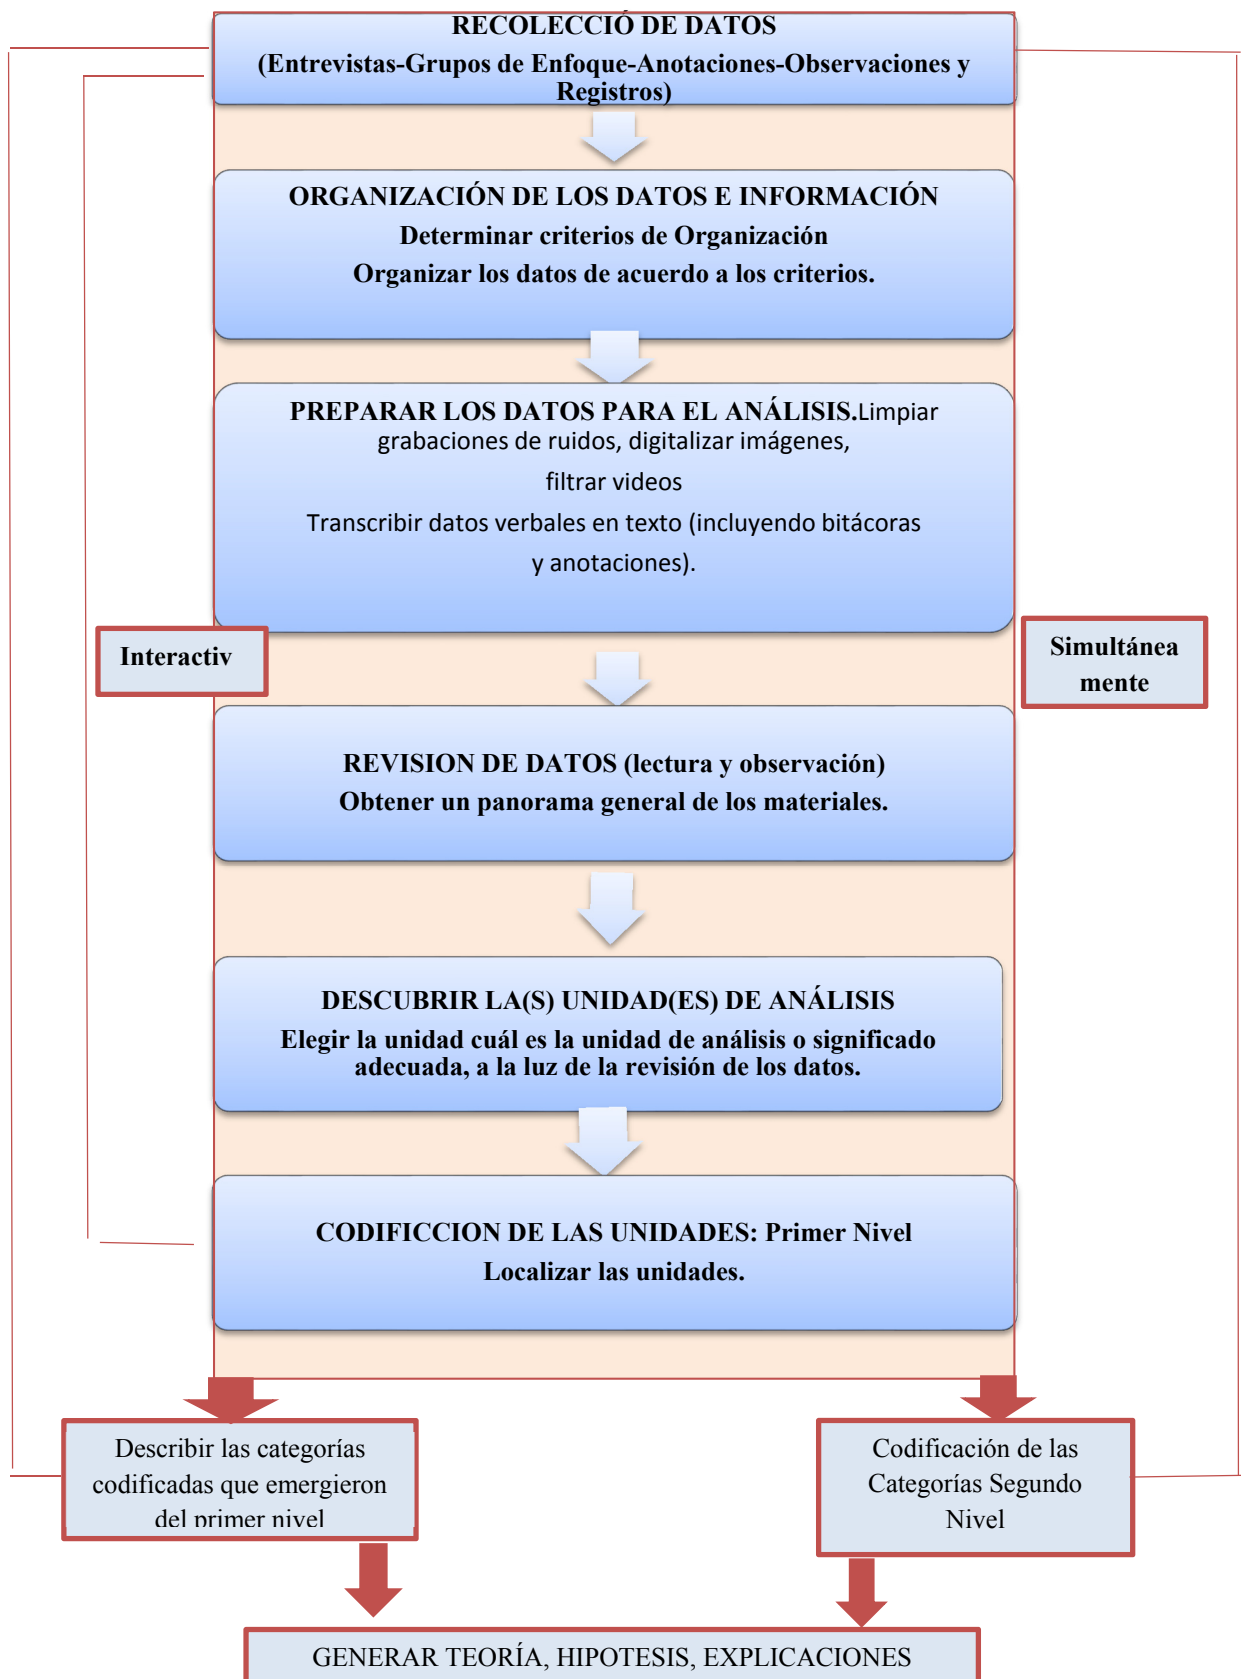 RECOLECCIÓ DE DATOS
(Entrevistas-Grupos de Enfoque-Anotaciones-Observaciones y
Registros)
ORGANIZACIÓN DE LOS DATOS E INFORMACIÓN
Determinar criterios de Organización
Organizar los datos de acuerdo a los criterios.
PREPARAR LOS DATOS PARA EL ANÁLISIS.Limpiar
grabaciones de ruidos, digitalizar imágenes,
filtrar videos
Transcribir datos verbales en texto (incluyendo bitácoras
y anotaciones).
Interactiv
Simultánea
mente
REVISION DE DATOS (lectura y observación)
Obtener un panorama general de los materiales.
DESCUBRIR LA(S) UNIDAD(ES) DE ANÁLISIS
Elegir la unidad cuál es la unidad de análisis o significado
adecuada, a la luz de la revisión de los datos.
CODIFICCION DE LAS UNIDADES: Primer Nivel
Localizar las unidades.
Describir las categorías
codificadas que emergieron
del primer nivel
Codificación de las
Categorías Segundo
Nivel
GENERAR TEORÍA, HIPOTESIS, EXPLICACIONES